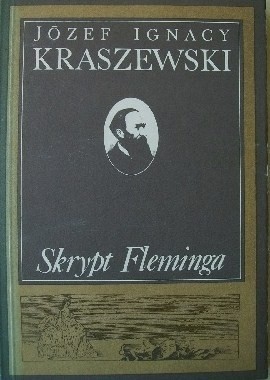 JÓZEF IGNACY
KRASZEWSKI
Skrypt Fleminga